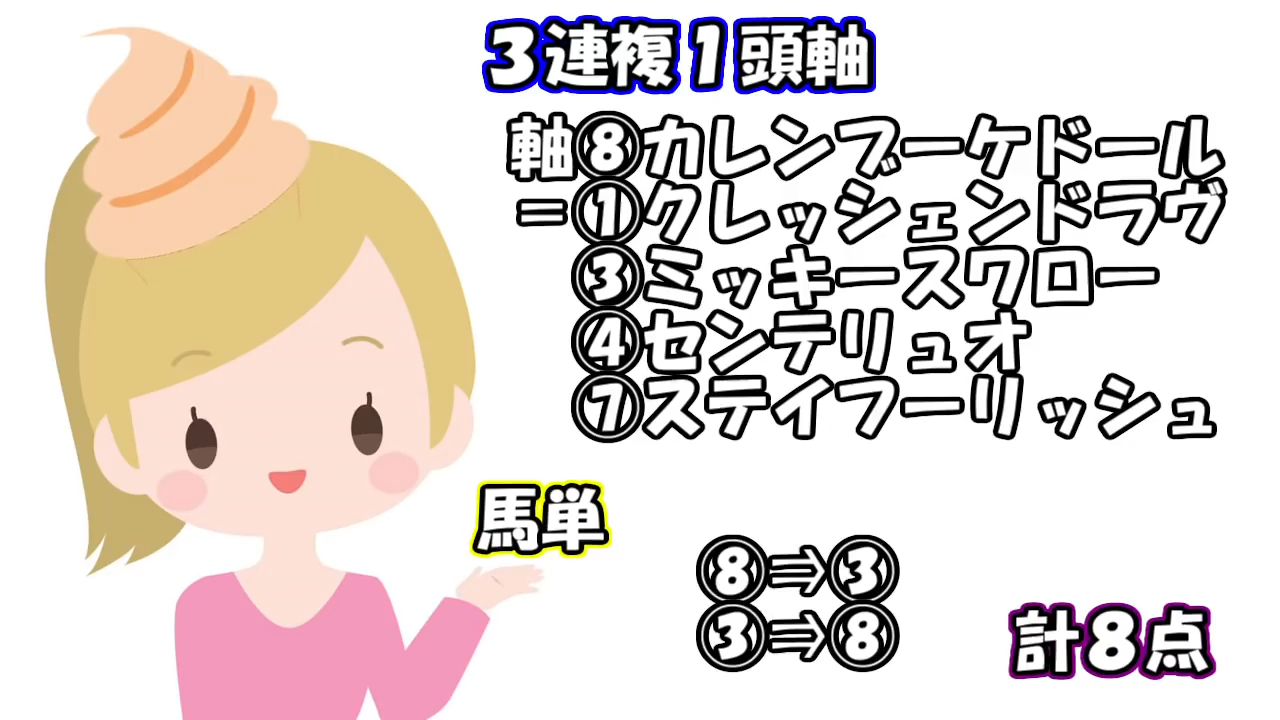 ３連複１頭軸
軸⑧カレンブーケドール
＝①クレッシェンドラヴ
③ミッキースワロー
④センテリュオ
⑦ステイフーリッシュ
馬単
⑧⇒③
③⇒⑧
計８点